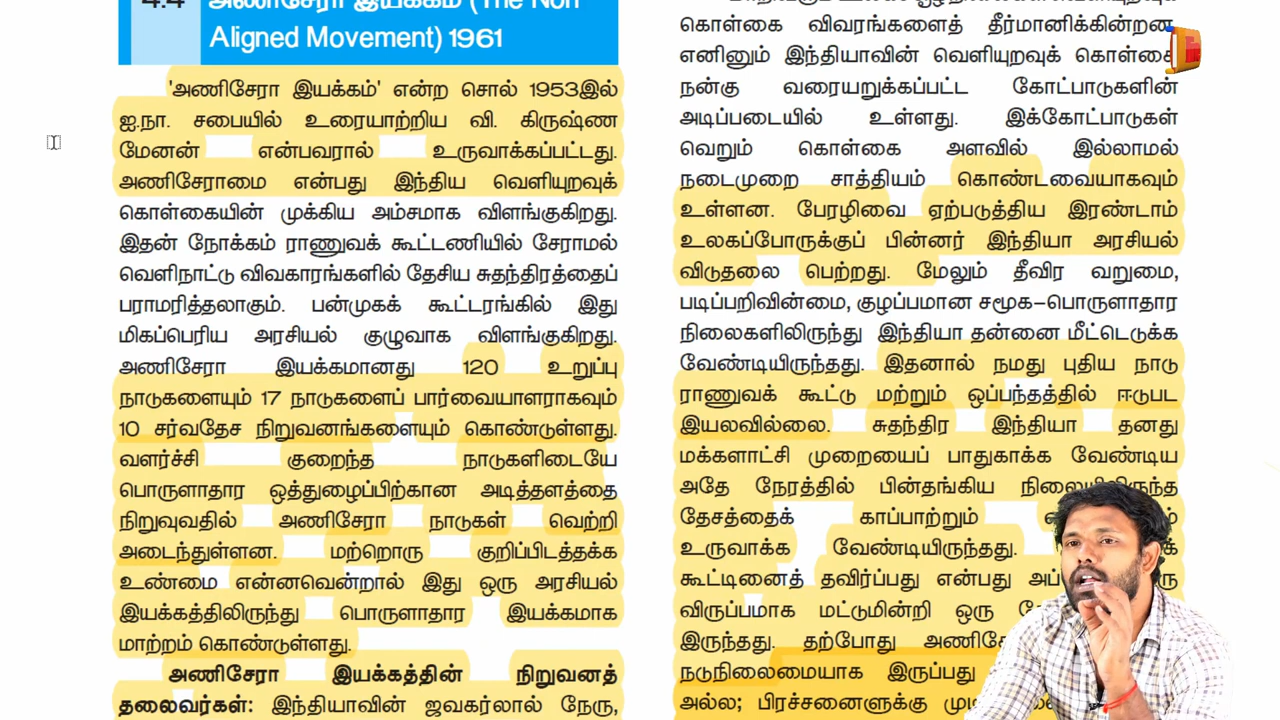 4.4 அணிசேரா இயக்கம் (The Non
Aligned Movement) 1961
'அணிசேரா இயக்கம்' என்ற சொல் 1953இல்
ஐ.நா. சபையில் உரையாற்றிய வி. கிருஷ்ண
மேனன் என்பவரால் உருவாக்கப்பட்டது.
அணிசேராமை என்பது இந்திய வெளியுறவுக்
கொள்கையின் முக்கிய அம்சமாக விளங்குகிறது.
இதன் நோக்கம் ராணுவக் கூட்டணியில் சேராமல்
வெளிநாட்டு விவகாரங்களில் தேசிய சுதந்திரத்தைப்
பராமரித்தலாகும். பன்முகக் கூட்டரங்கில் இது
மிகப்பெரிய அரசியல் குழுவாக விளங்குகிறது.
அணிசேரா இயக்கமானது 120 உறுப்பு
நாடுகளையும் 17 நாடுகளைப் பார்வையாளராகவும்
10 சர்வதேச நிறுவனங்களையும் கொண்டுள்ளது.
வளர்ச்சி குறைந்த நாடுகளிடையே
பொருளாதார ஒத்துழைப்பிற்கான அடித்தளத்தை
நிறுவுவதில் அணிசேரா நாடுகள் வெற்றி
அடைந்துள்ளன. மற்றொரு குறிப்பிடத்தக்க
உண்மை என்னவென்றால் இது ஒரு அரசியல்
இயக்கத்திலிருந்து பொருளாதார இயக்கமாக
மாற்றம் கொண்டுள்ளது.
அணிசேரா இயக்கத்தின் நிறுவனத்
தலைவர்கள்: இந்தியாவின் ஜவகர்லால் நேரு,
கொள்கை விவரங்களைத் தீர்மானிக்கின்றன.
எனினும் இந்தியாவின் வெளியுறவுக் கொள்கை
நன்கு வரையறுக்கப்பட்ட கோட்பாடுகளின்
அடிப்படையில் உள்ளது. இக்கோட்பாடுகள்
வெறும் கொள்கை அளவில் இல்லாமல்
நடைமுறை சாத்தியம் கொண்டவையாகவும்
உள்ளன. பேரழிவை ஏற்படுத்திய இரண்டாம்
உலகப்போருக்குப் பின்னர் இந்தியா அரசியல்
விடுதலை பெற்றது. மேலும் தீவிர வறுமை,
படிப்பறிவின்மை, குழப்பமான சமூக–பொருளாதார
நிலைகளிலிருந்து இந்தியா தன்னை மீட்டெடுக்க
வேண்டியிருந்தது. இதனால் நமது புதிய நாடு
ராணுவக் கூட்டு மற்றும் ஒப்பந்தத்தில் ஈடுபட
இயலவில்லை. சுதந்திர இந்தியா தனது
மக்களாட்சி முறையைப் பாதுகாக்க வேண்டிய
அதே நேரத்தில் பின்தங்கிய
தேசத்தைக் காப்பாற்றும்
உருவாக்க வேண்டியிருந்தது.
கூட்டினைத் தவிர்ப்பது என்பது
விருப்பமாக மட்டுமின்றி ஒரு
இருந்தது. தற்போது
நடுநிலைமையாக இருப்பது
அல்ல; பிரச்சனைளுக்கு